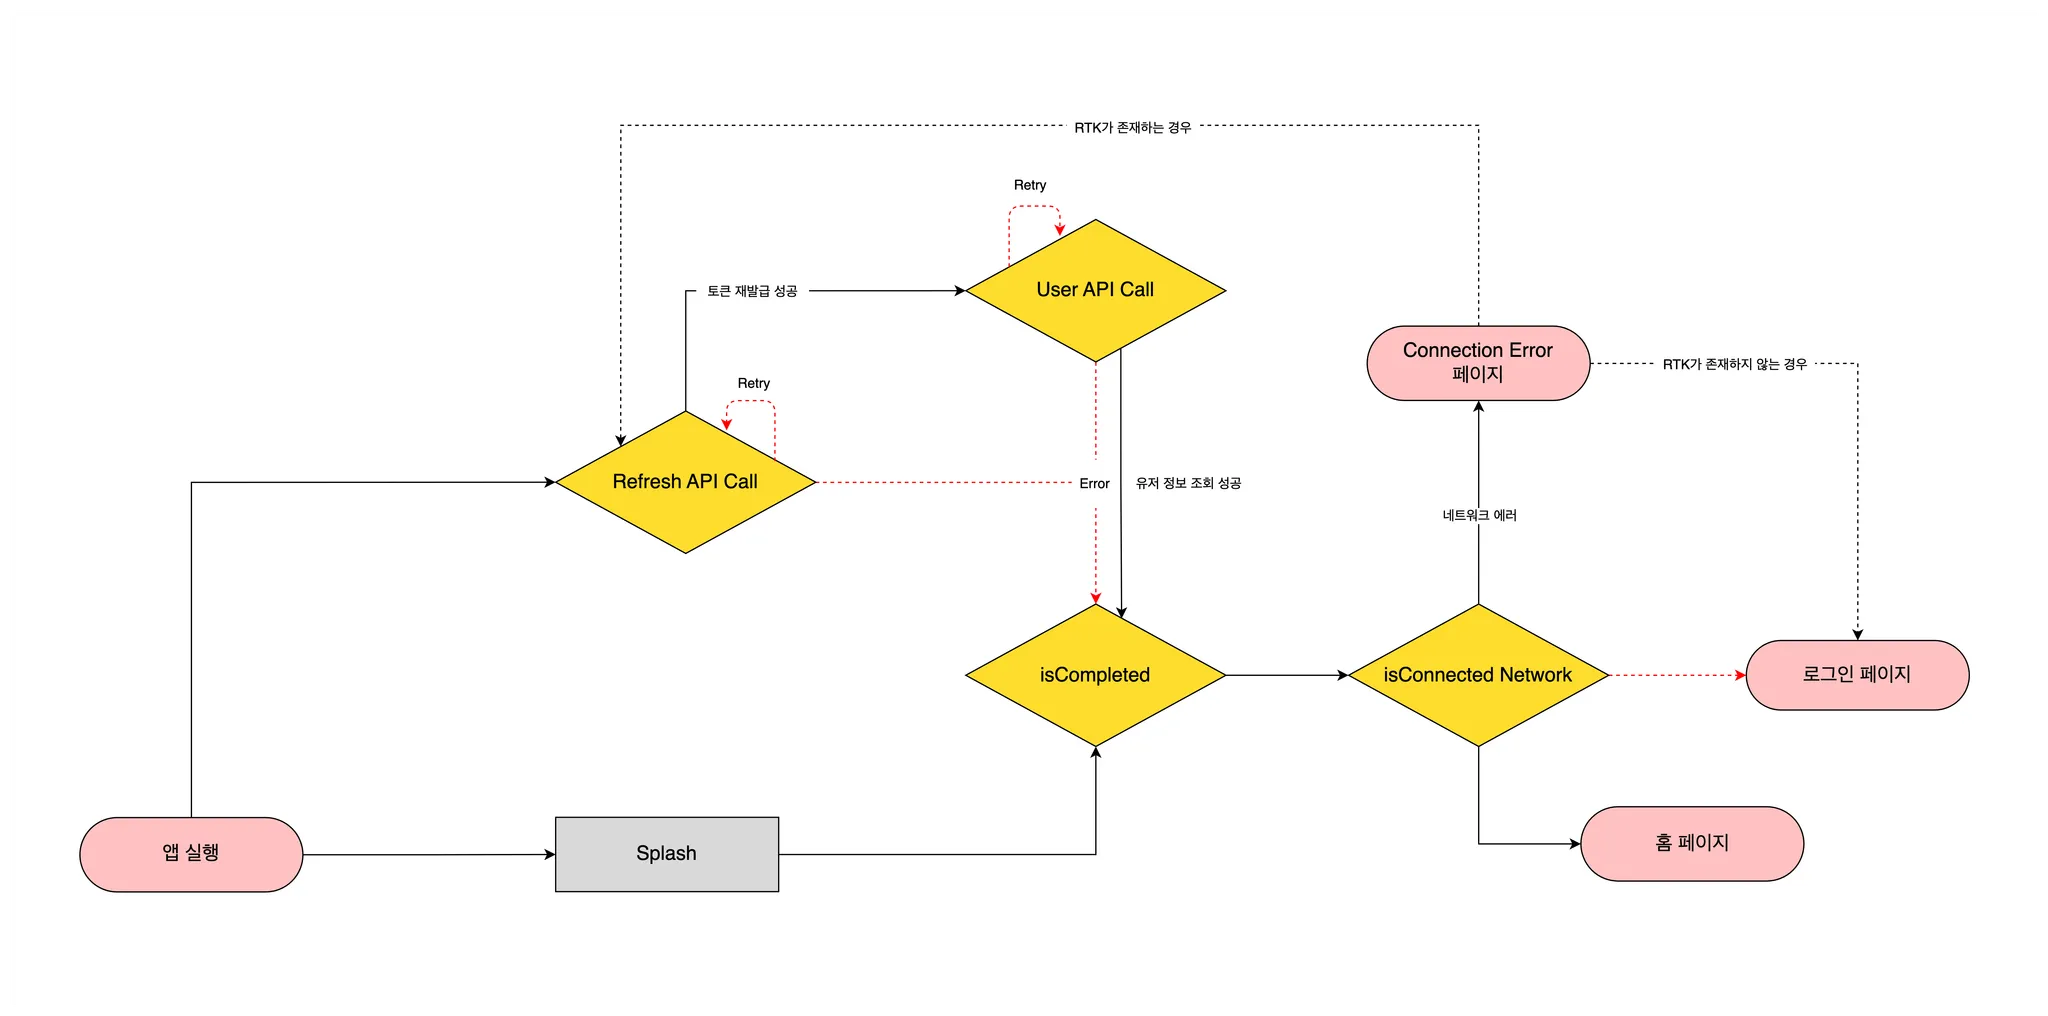 RTK가 존재하는 경우
Retry
User API Call
토큰 재발급 성공
Connection Error
페이지
RTK가 존재하지 않는 경우
Retry
Refresh API Call
Error
유저 정보 조회 성공
네트워크 에러
isCompleted
isConnected Network
로그인 페이지
앱 실행
Splash
홈 페이지